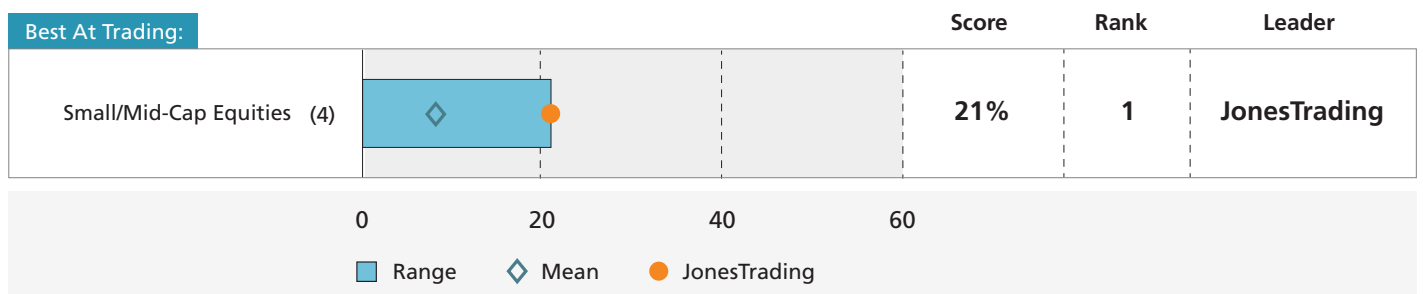 Best At Trading:
Score Rank Leader
Small/Mid-Cap Equities (4) 21% 1 JonesTrading
0 20 40 60
Range Mean JonesTrading